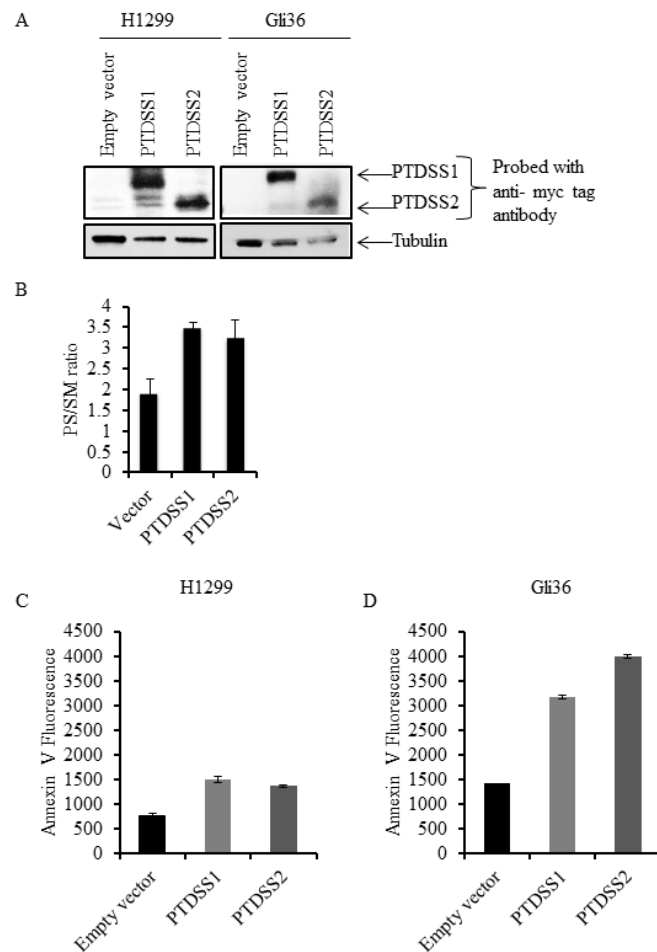 A
H1299
Gli36
Empty vector
PTDSS1
PTDSS2
Empty vector
PTDSS1
PTDSS2
PTDSS1
PTDSS2
Probed with
anti- myc tag
antibody
Tubulin
B
PS/SM ratio
4
3.5
3
2.5
2
1.5
1
0.5
0
Vector
PTDSS1
PTDSS2
C
H1299
Annexin V Fluorescence
4500
4000
3500
3000
2500
2000
1500
1000
500
0
Empty vector
PTDSS1
PTDSS2
D
Gli36
Annexin V Fluorescence
4500
4000
3500
3000
2500
2000
1500
1000
500
0
Empty vector
PTDSS1
PTDSS2